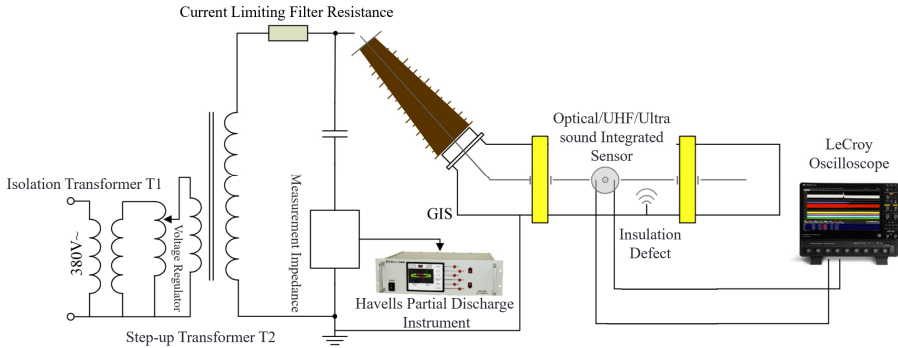 Current Limiting Filter Resistance
Optical/UHF/Ultra
sound Integrated
Sensor
LeCroy
Oscilloscope
Isolation Transformer T1
380V~
Voltage Regulator
Measurement Impedance
GIS
Insulation
Defect
Havells Partial Discharge
Instrument
Step-up Transformer T2